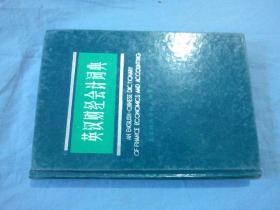 英汉财经会计词典
AN ENGLISH-CHINESE DICTIONARY
OF FINANCE ECONOMICS AND ACCOUNTING